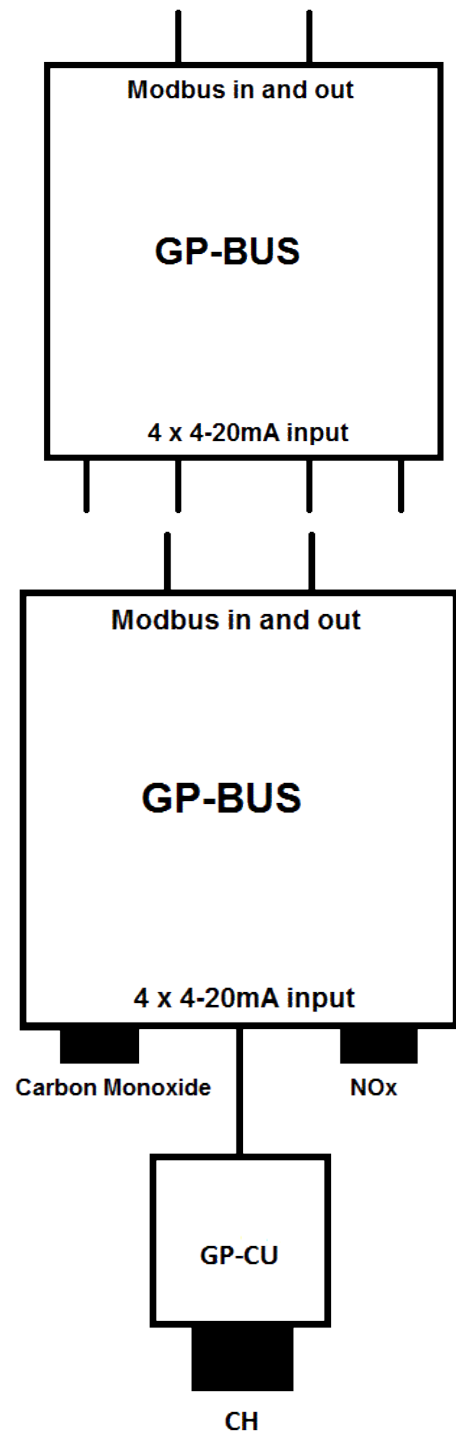 Modbus in and out
GP-BUS
4 x 4-20mA input
Modbus in and out
GP-BUS
4 x 4-20mA input
Carbon Monoxide NOx
GP-CU
CH